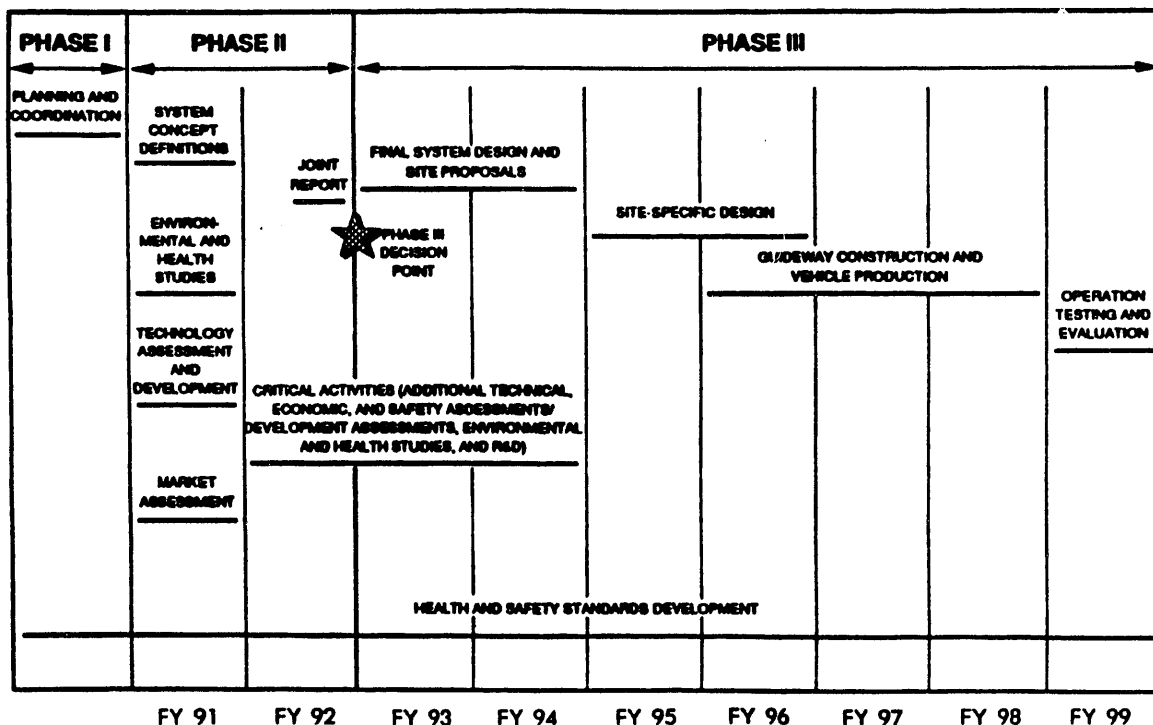 PHASE I
PHASE II
PHASE III
PLANNING AND
COORDINATION
SYSTEM
CONCEPT
DEFINITIONS
JOINT
REPORT
FINAL SYSTEM DESIGN AND
SITE PROPOSALS
SITE-SPECIFIC DESIGN
ENVIRON-
MENTAL AND
HEALTH
STUDIES
PHASE III
DECISION
POINT
GUIDEWAY CONSTRUCTION AND
VEHICLE PRODUCTION
OPERATION
TESTING AND
EVALUATION
TECHNOLOGY
ASSESSMENT
AND
DEVELOPMENT
CRITICAL ACTIVITIES (ADDITIONAL TECHNICAL,
ECONOMIC, AND SAFETY ASSESSMENTS/
DEVELOPMENT ASSESSMENTS, ENVIRONMENTAL
AND HEALTH STUDIES, AND R&D)
MARKET
ASSESSMENT
HEALTH AND SAFETY STANDARDS DEVELOPMENT
FY 91
FY 92
FY 93
FY 94
FY 95
FY 96
FY 97
FY 98
FY 99